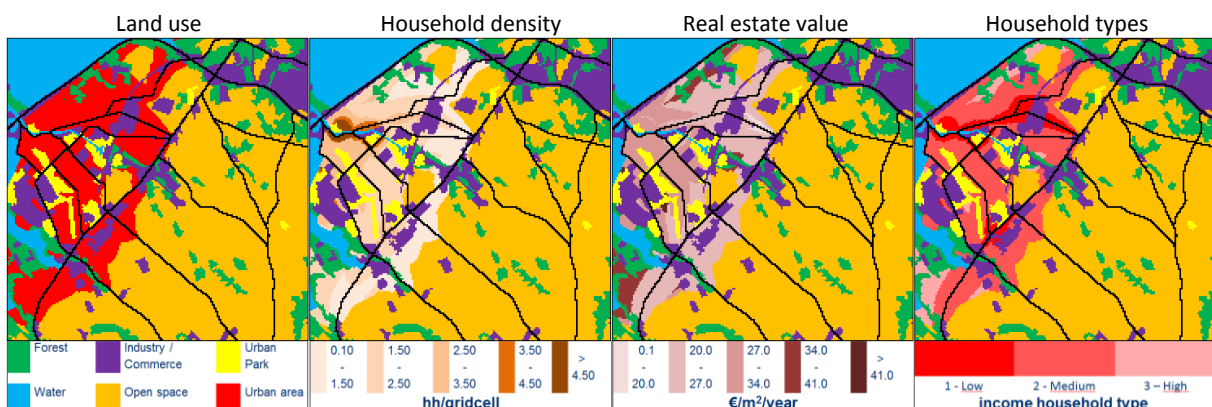 Land use
Household density
Real estate value
Household types
Forest
Industry /
Commerce
Urban
Park
Water
Open space
Urban area
0.10
-
1.50
1.50
-
2.50
2.50
-
3.50
3.50
-
4.50
>
4.50
hh/gridcell
0.1
-
20.0
20.0
-
27.0
27.0
-
34.0
34.0
-
41.0
>
41.0
€/m²/year
1 - Low
2 - Medium
3 – High
income household type